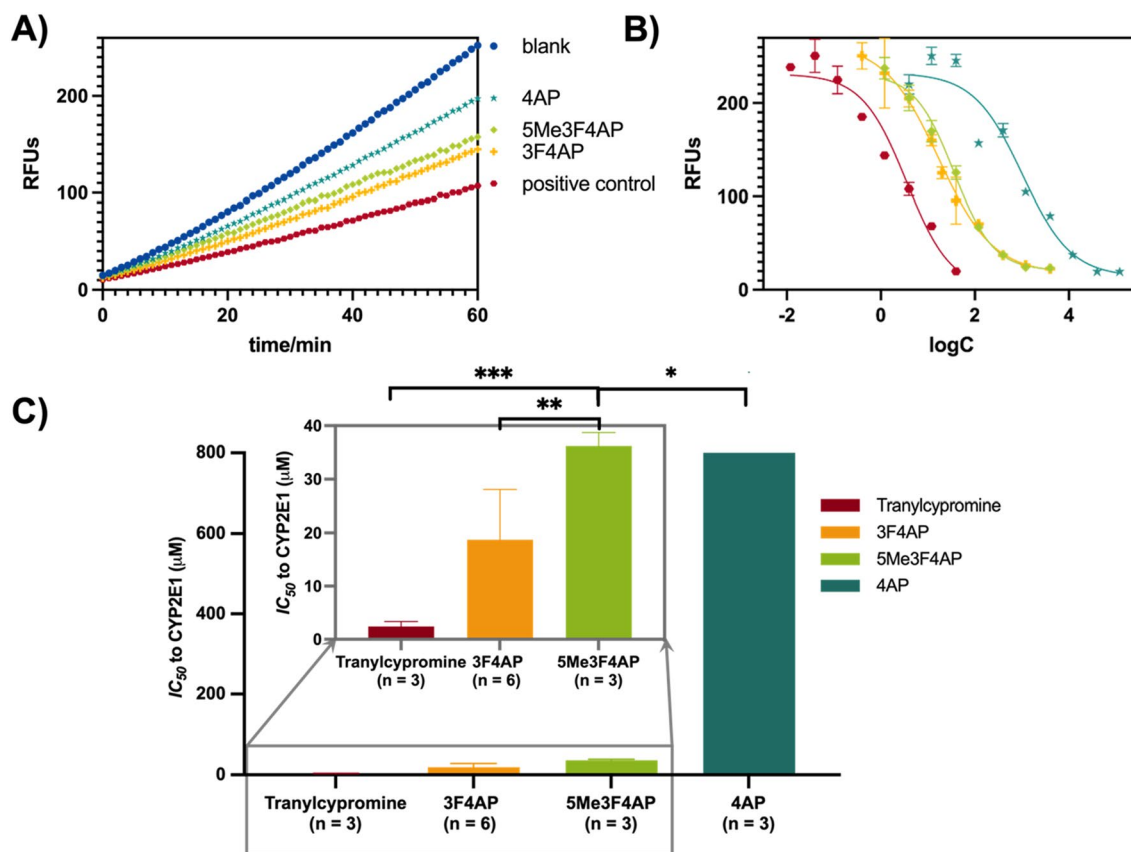 A)
blank
4AP
5Me3F4AP
3F4AP
positive control
RFUs
200
100
0
0
20
40
60
time/min
B)
RFUs
200
100
0
-2
0
2
4
logC
C)
***
*
**
IC50 to CYP2E1 (μM)
40
30
20
10
0
Tranylcypromine
(n = 3)
3F4AP
(n = 6)
5Me3F4AP
(n = 3)
IC50 to CYP2E1 (μM)
800
600
400
200
0
Tranylcypromine
(n = 3)
3F4AP
(n = 6)
5Me3F4AP
(n = 3)
4AP
(n = 3)
Tranylcypromine
3F4AP
5Me3F4AP
4AP